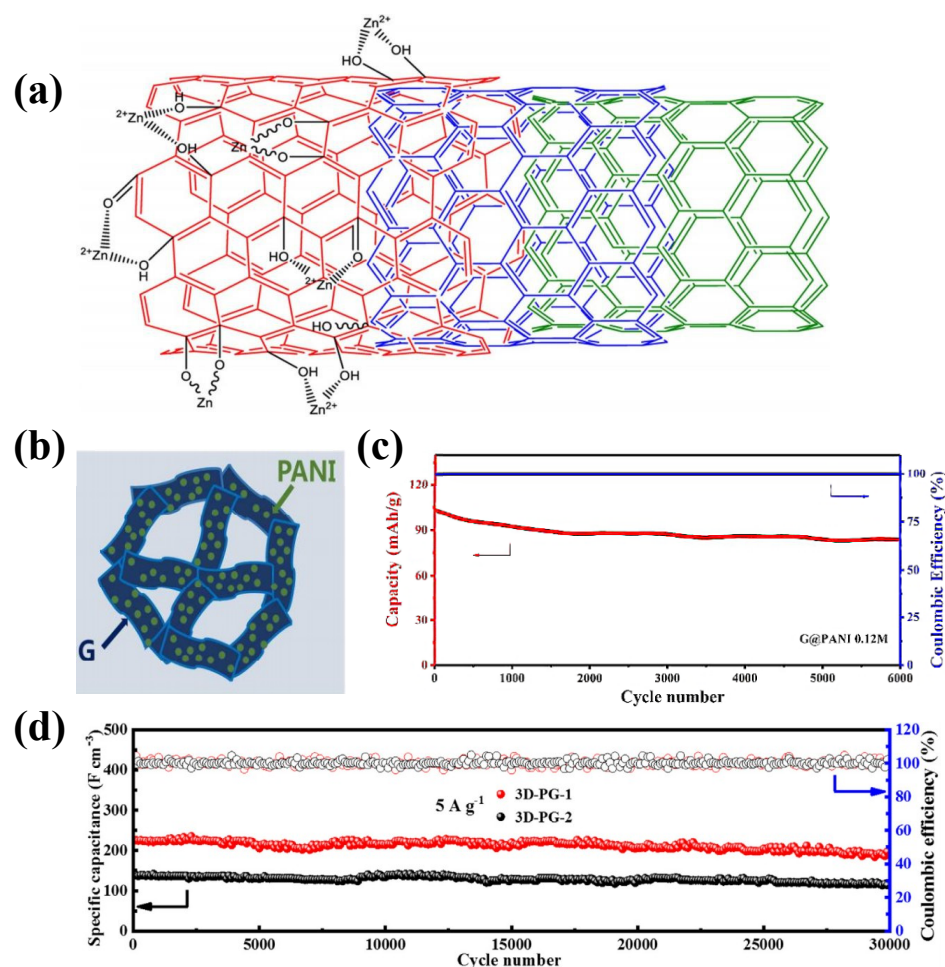 (a)
Zn²⁺
HO OH
H
O
²⁺Zn
OH
O
Zn
O
O
²⁺Zn
O
H
HO
O
²⁺Zn
HO
O
O
Zn
OH
OH
Zn²⁺
(b)
PANI
G
(c)
Capacity (mAh/g)
120
90
60
30
0
100
75
50
25
0
Coulombic Efficiency (%)
G@PANI 0.12M
0 1000 2000 3000 4000 5000 6000
Cycle number
(d)
Specific capacitance (F cm⁻³)
500
400
300
200
100
0
5 A g⁻¹
3D-PG-1
3D-PG-2
120
100
80
60
40
20
0
Coulombic efficiency (%)
0 5000 10000 15000 20000 25000 30000
Cycle number